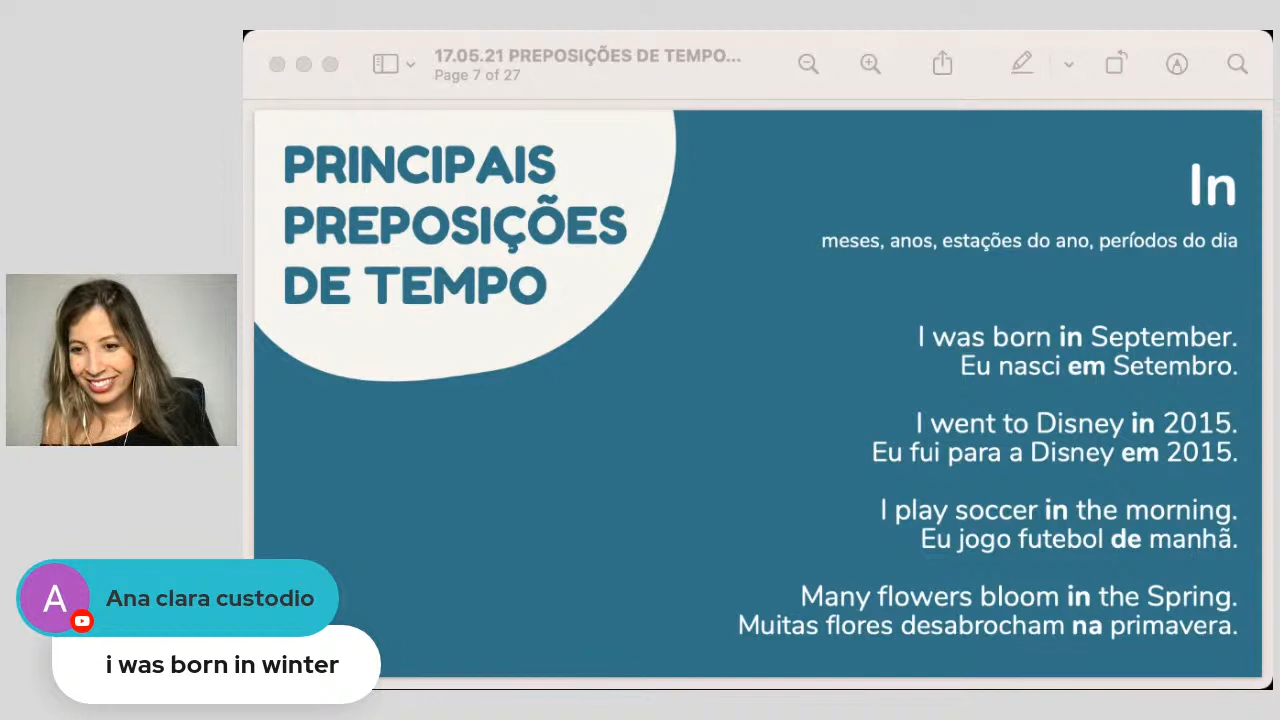 17.05.21 PREPOSIÇÕES DE TEMPO...
Page 7 of 27
PRINCIPAIS
PREPOSIÇÕES
DE TEMPO
In
meses, anos, estações do ano, períodos do dia
I was born in September.
Eu nasci em Setembro.
I went to Disney in 2015.
Eu fui para a Disney em 2015.
I play soccer in the morning.
Eu jogo futebol de manhã.
Many flowers bloom in the Spring.
Muitas flores desabrocham na primavera.
A
Ana clara custodio
i was born in winter